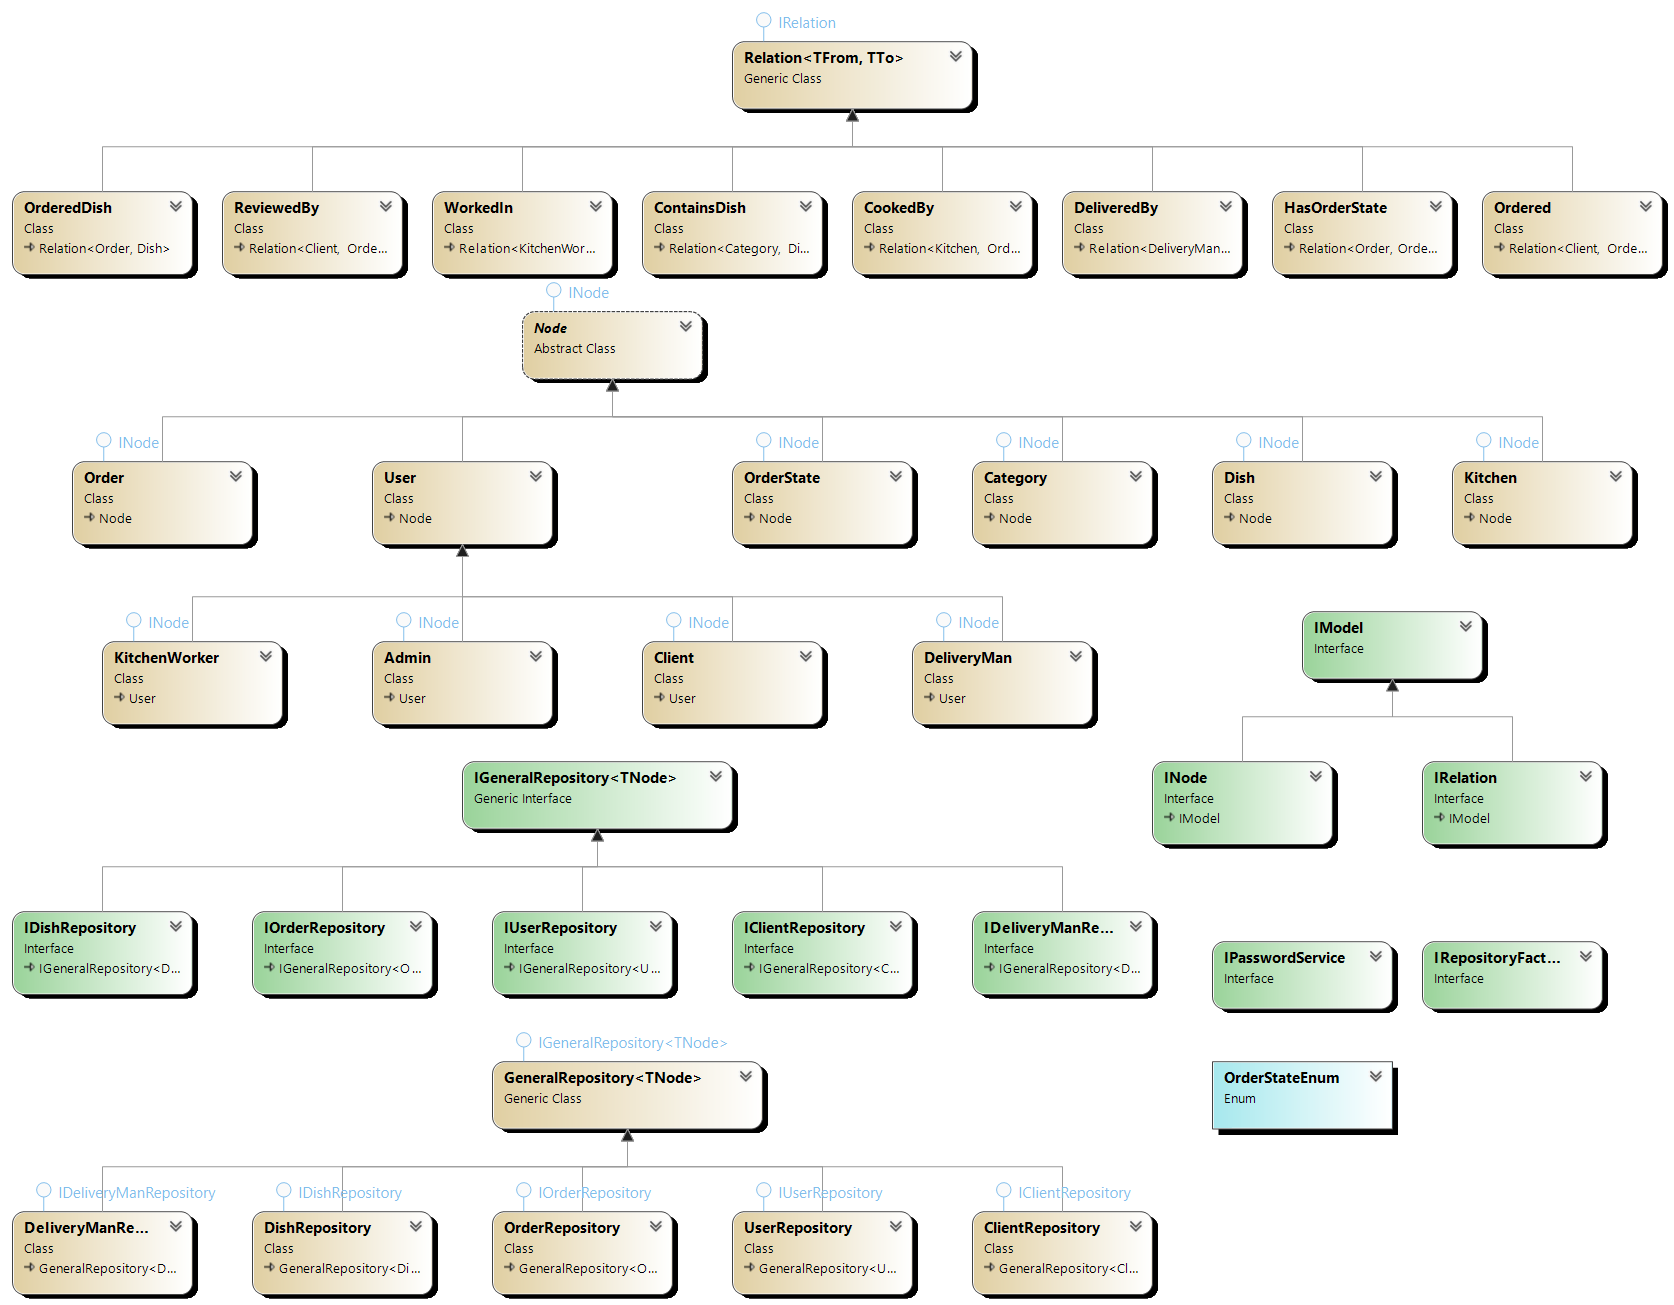 IRelation
Relation<TFrom, TTo>
Generic Class
OrderedDish
Class
Relation<Order, Dish>
ReviewedBy
Class
Relation<Client, Orde...
WorkedIn
Class
Relation<KitchenWor...
ContainsDish
Class
Relation<Category, Di...
CookedBy
Class
Relation<Kitchen, Ord...
DeliveredBy
Class
Relation<DeliveryMan...
HasOrderState
Class
Relation<Order, Orde...
Ordered
Class
Relation<Client, Orde...
INode
Node
Abstract Class
INode
Order
Class
Node
User
Class
Node
INode
OrderState
Class
Node
INode
Category
Class
Node
INode
Dish
Class
Node
INode
Kitchen
Class
Node
INode
KitchenWorker
Class
User
INode
Admin
Class
User
INode
Client
Class
User
INode
DeliveryMan
Class
User
IModel
Interface
INode
Interface
IModel
IRelation
Interface
IModel
IGeneralRepository<TNode>
Generic Interface
IDishRepository
Interface
IGeneralRepository<D...
IOrderRepository
Interface
IGeneralRepository<O...
IUserRepository
Interface
IGeneralRepository<U...
IClientRepository
Interface
IGeneralRepository<C...
IDeliveryManRe...
Interface
IGeneralRepository<D...
IPasswordService
Interface
IRepositoryFact...
Interface
IGeneralRepository<TNode>
GeneralRepository<TNode>
Generic Class
OrderStateEnum
Enum
IDeliveryManRepository
DeliveryManRe...
Class
GeneralRepository<D...
IDishRepository
DishRepository
Class
GeneralRepository<Di...
IOrderRepository
OrderRepository
Class
GeneralRepository<O...
IUserRepository
UserRepository
Class
GeneralRepository<U...
IClientRepository
ClientRepository
Class
GeneralRepository<Cl...